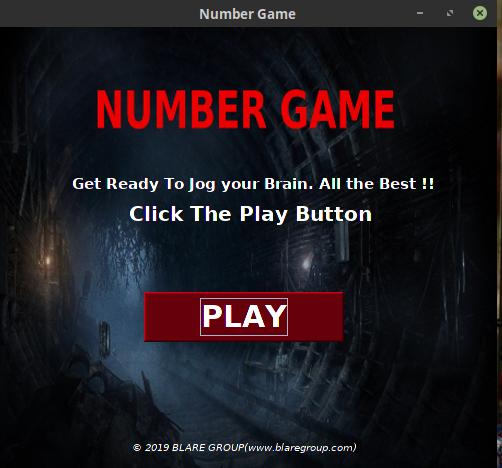 Number Game
NUMBER GAME
Get Ready To Jog your Brain. All the Best !!
Click The Play Button
PLAY
© 2019 BLARE GROUP(www.blaregroup.com)